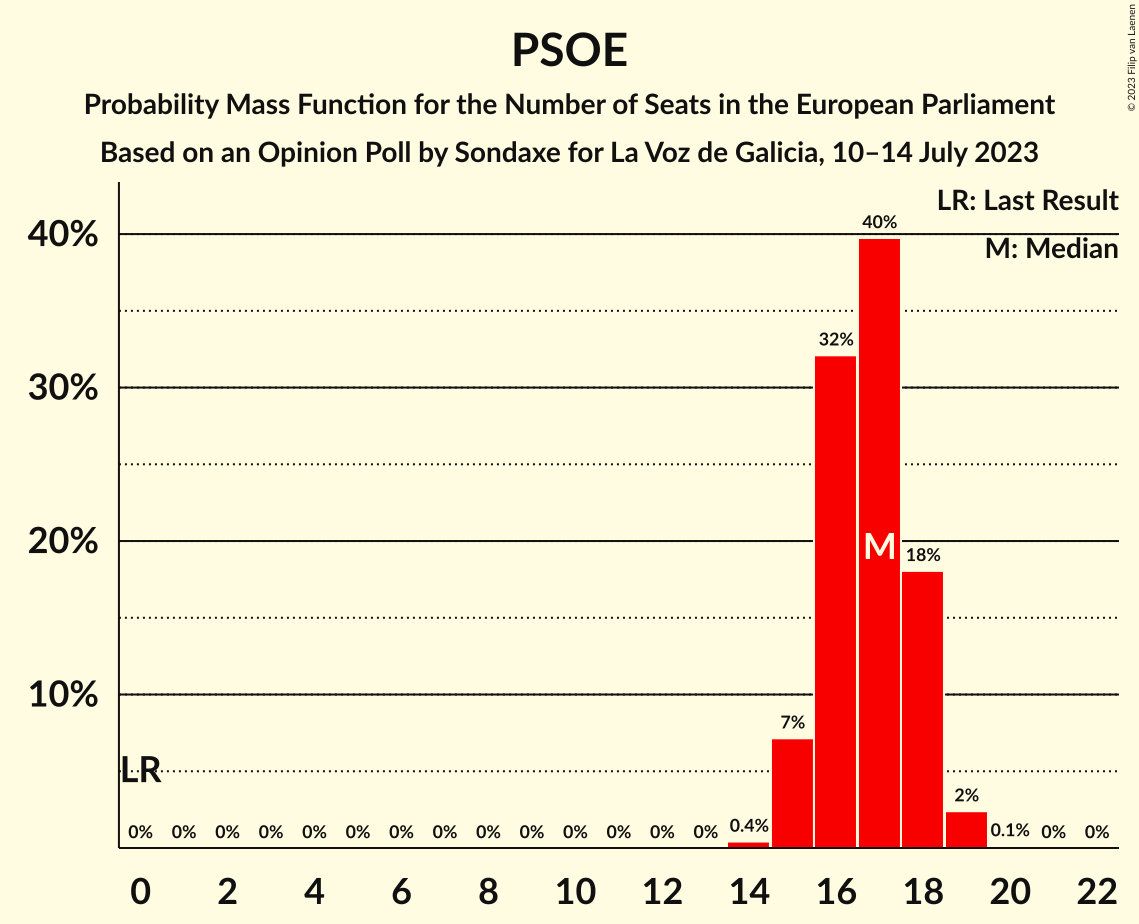 PSOE
Probability Mass Function for the Number of Seats in the European Parliament
Based on an Opinion Poll by Sondaxe for La Voz de Galicia, 10–14 July 2023
© 2023 Filip van Laenen
LR: Last Result
M: Median
40%
30%
20%
10%
LR
M
0% 0% 0% 0% 0% 0% 0% 0% 0% 0% 0% 0% 0% 0% 0.4% 7% 32% 40% 18% 2% 0.1% 0% 0%
0 2 4 6 8 10 12 14 16 18 20 22